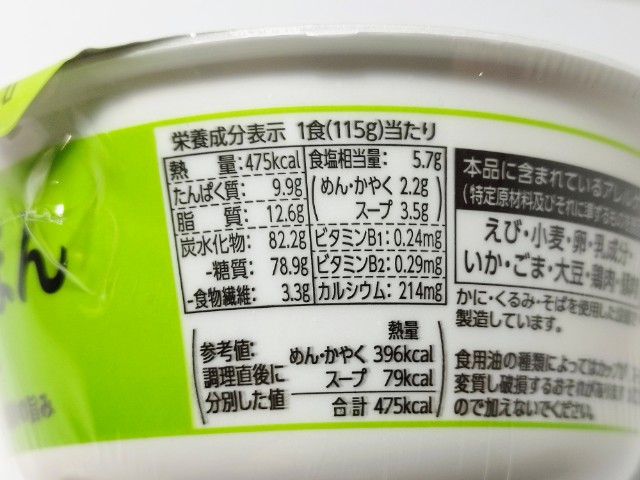 栄養成分表示 1食(115g)当たり
熱量:475kcal
たんぱく質: 9.9g
脂質: 12.6g
炭水化物: 82.2g
-糖質: 78.9g
-食物繊維: 3.3g
食塩相当量: 5.7g
(めん・かやく 2.2g
スープ 3.5g)
ビタミンB1: 0.24mg
ビタミンB2: 0.29mg
カルシウム: 214mg
熱量
参考値: めん・かやく 396kcal
調理直後に スープ 79kcal
分別した値 合計 475kcal
本品に含まれているアレ
(特定原材料及びそれに準ずる
えび・小麦・卵・乳成分
いか・ごま・大豆・鶏肉・
かに・くるみ・そばを使用した
製造しています。
食用油の種類によってはカップが
変質し破損するおそれがあります
ので加えないでください。